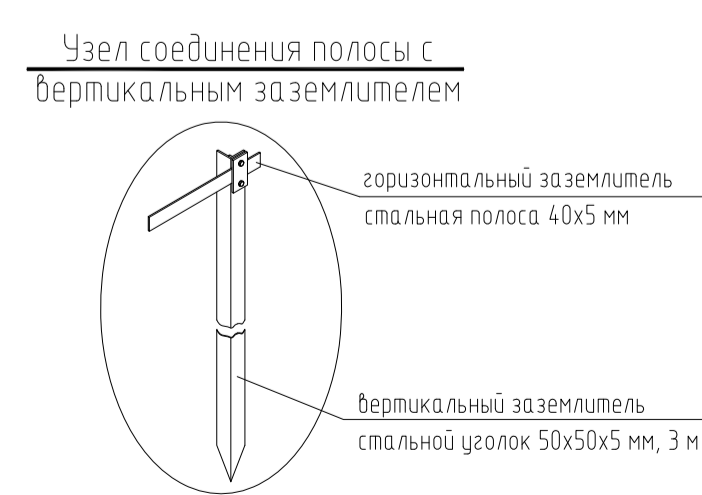 Узел соединения полосы с
вертикальным заземлителем
горизонтальный заземлитель
стальная полоса 40х5 мм
вертикальный заземлитель
стальной уголок 50х50х5 мм, 3 м